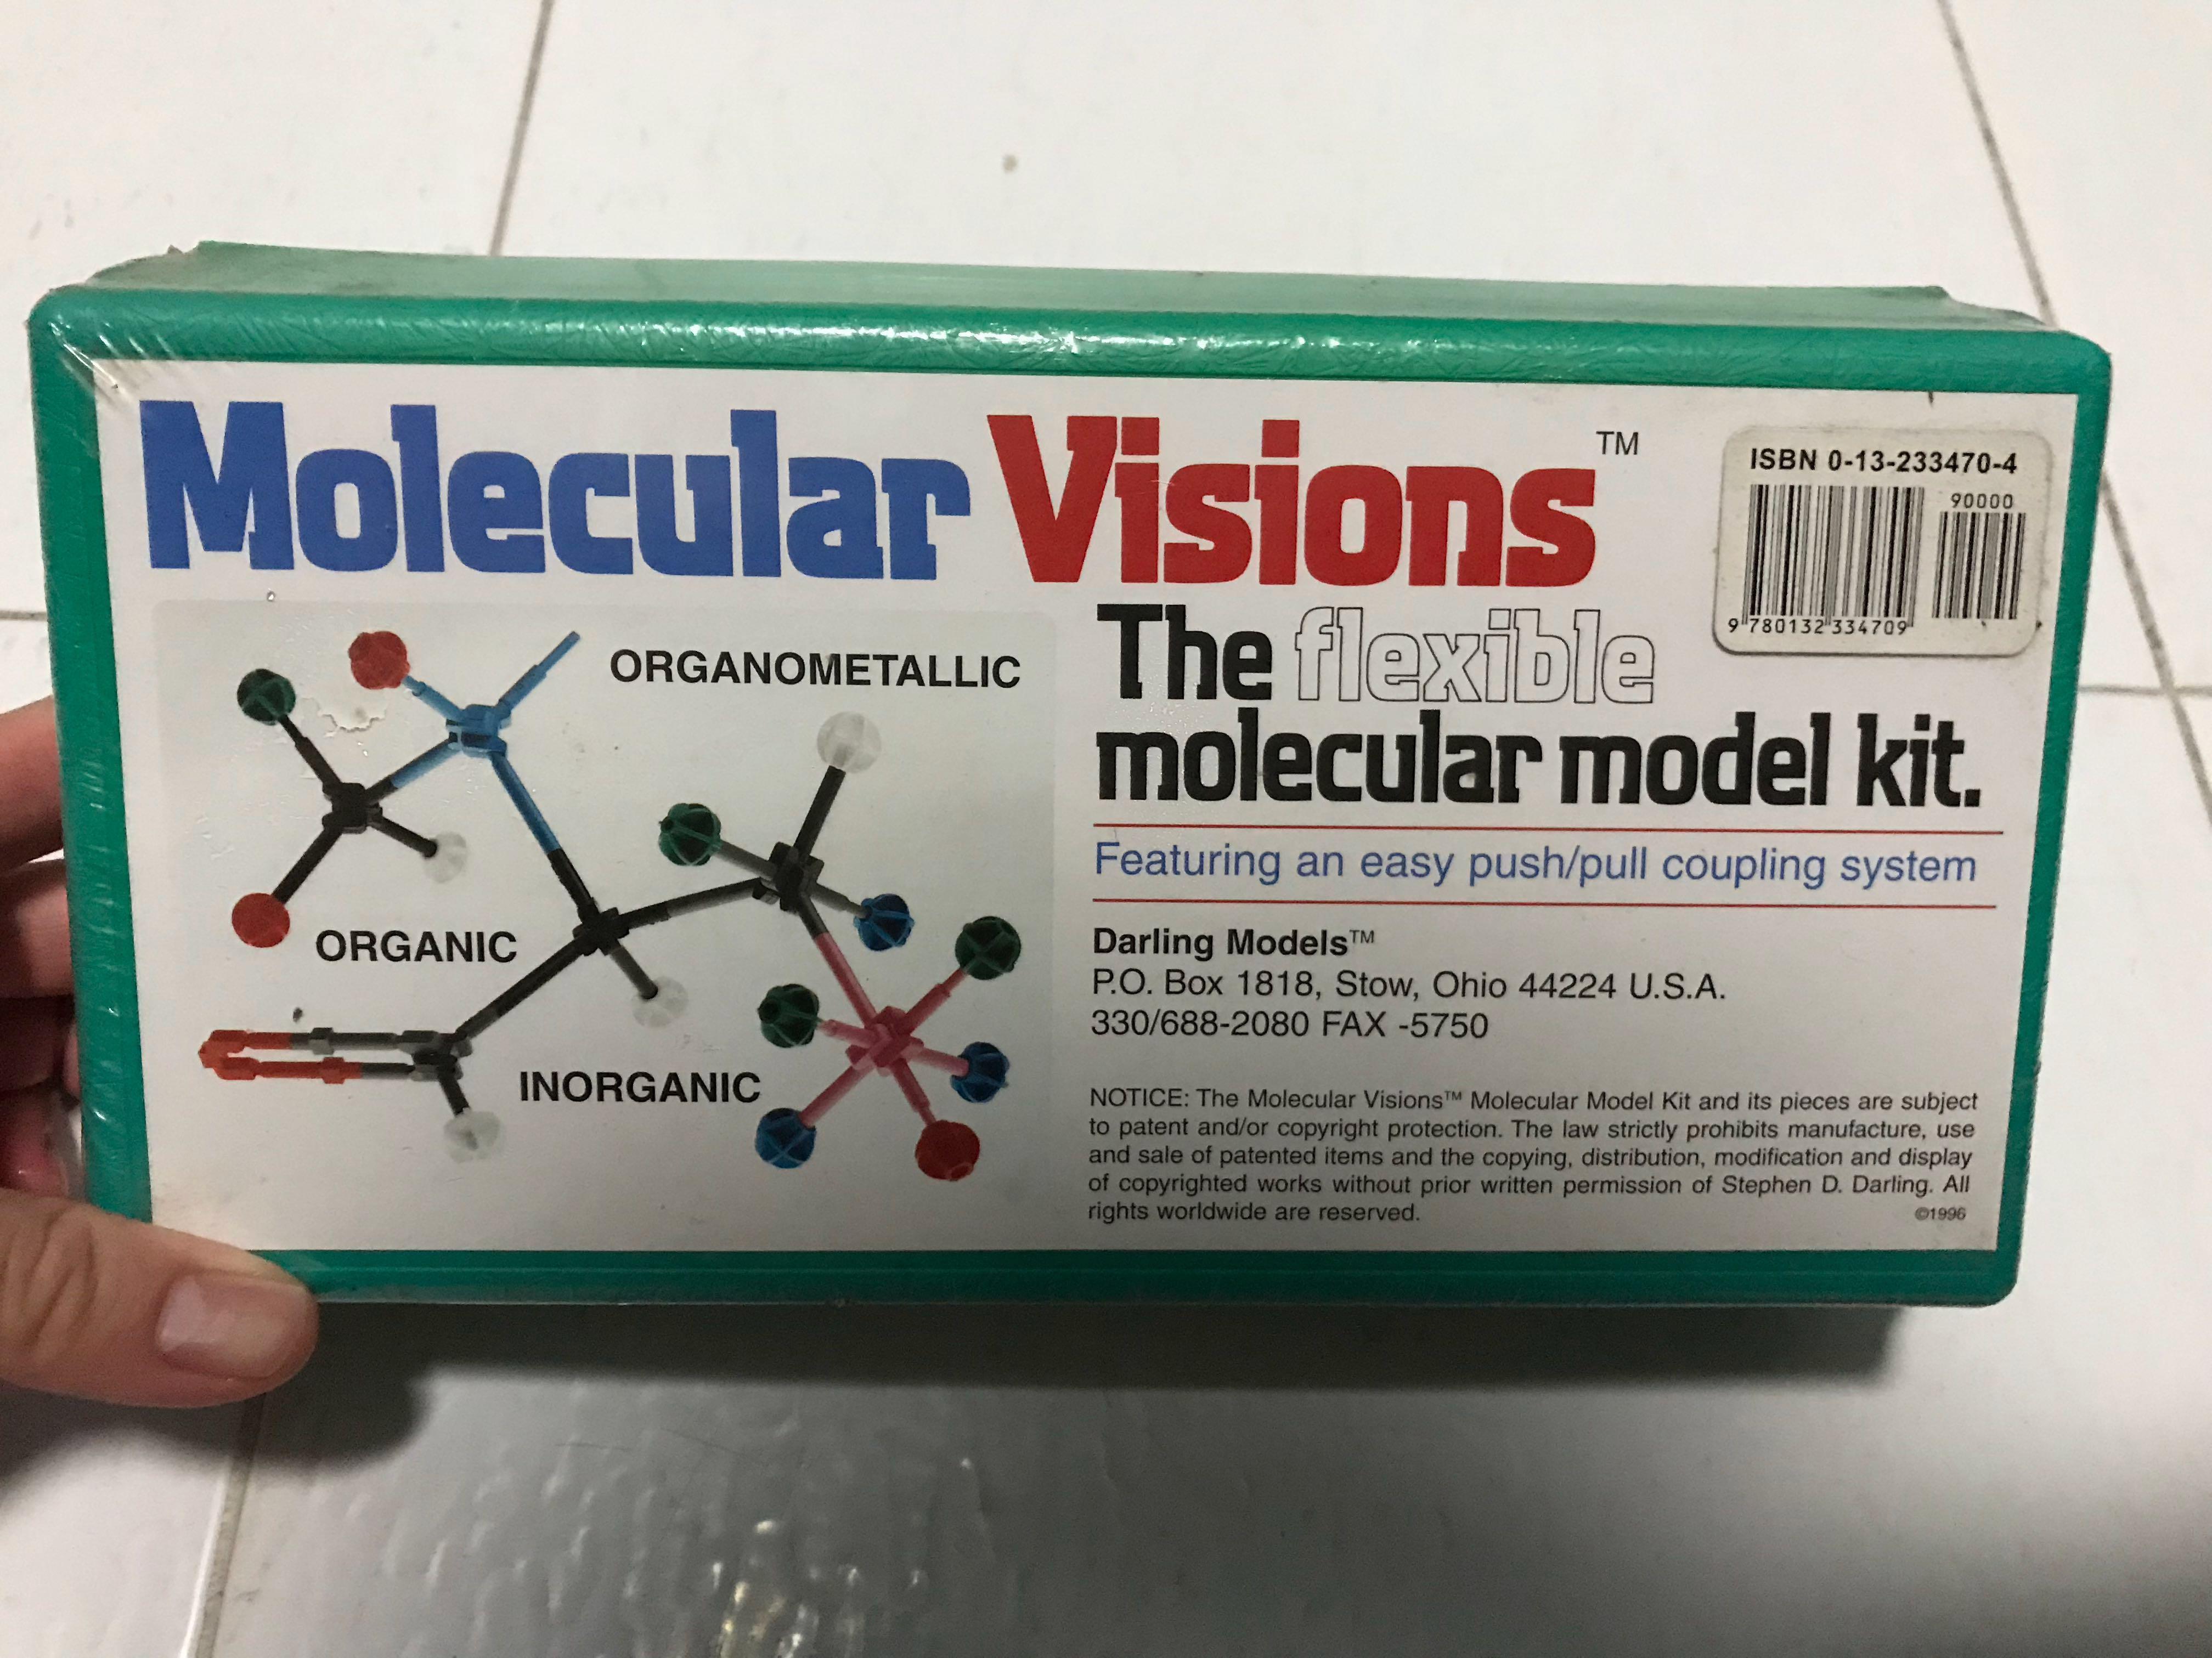 Molecular Visions™
ISBN 0-13-233470-4
90000
9 780132 334709
The flexible
molecular model kit.
Featuring an easy push/pull coupling system
Darling Models™
P.O. Box 1818, Stow, Ohio 44224 U.S.A.
330/688-2080 FAX -5750
NOTICE: The Molecular Visions™ Molecular Model Kit and its pieces are subject
to patent and/or copyright protection. The law strictly prohibits manufacture, use
and sale of patented items and the copying, distribution, modification and display
of copyrighted works without prior written permission of Stephen D. Darling. All
rights worldwide are reserved.
©1996
ORGANOMETALLIC
ORGANIC
INORGANIC